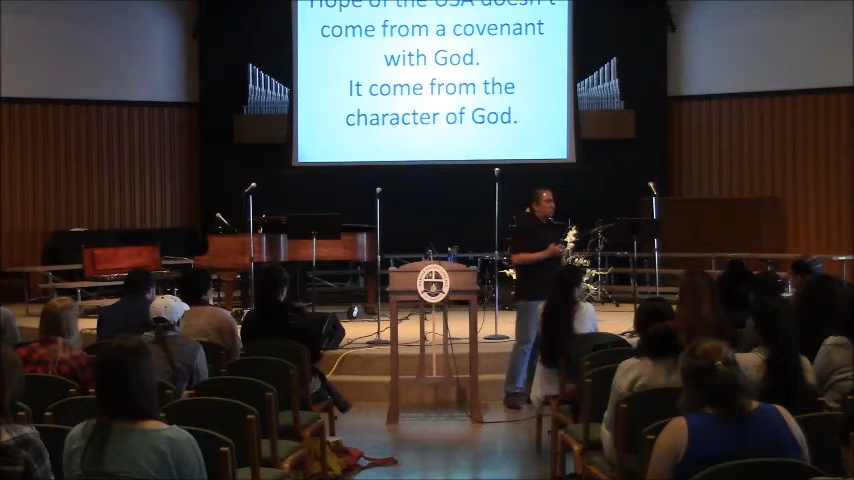 Hope of the USA doesn't
come from a covenant
with God.
It come from the
character of God.